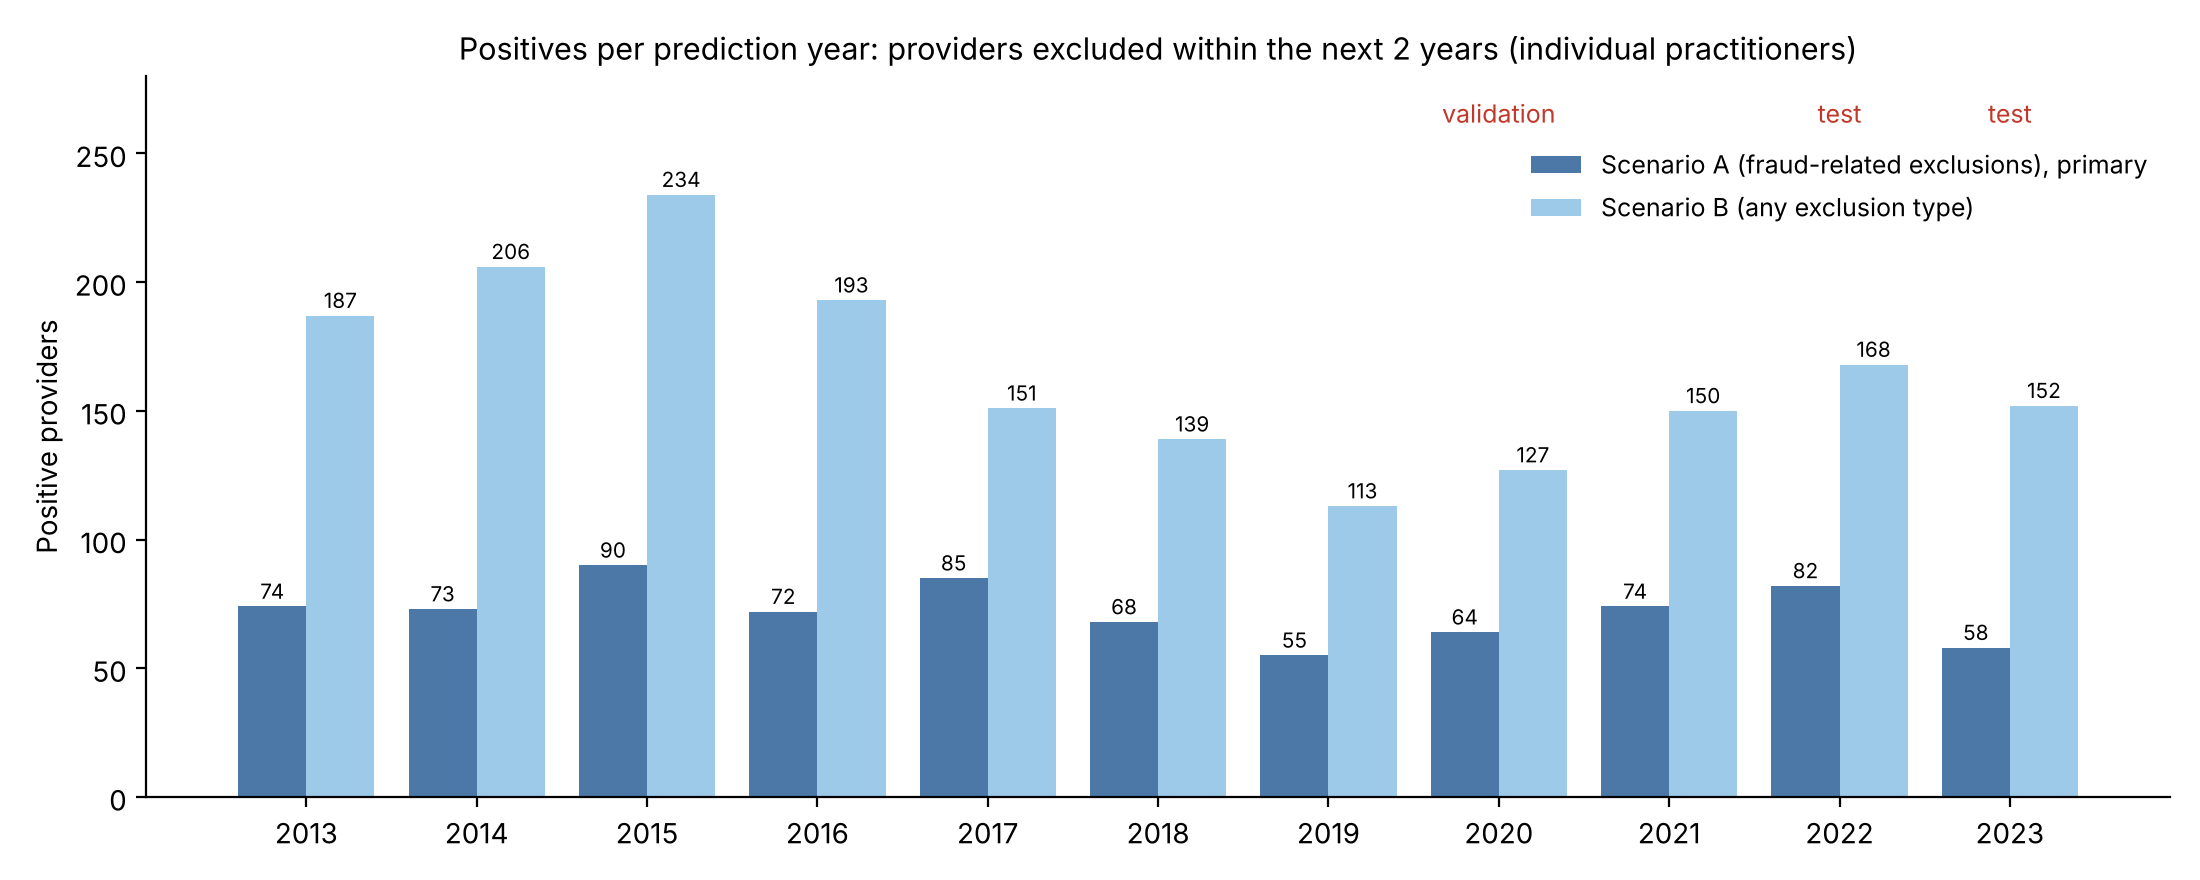 Positives per prediction year: providers excluded within the next 2 years (individual practitioners)
validation test test
Scenario A (fraud-related exclusions), primary
Scenario B (any exclusion type)
Positive providers
250
200
150
100
50
0
74 187
73 206
90 234
72 193
85 151
68 139
55 113
64 127
74 150
82 168
58 152
2013 2014 2015 2016 2017 2018 2019 2020 2021 2022 2023